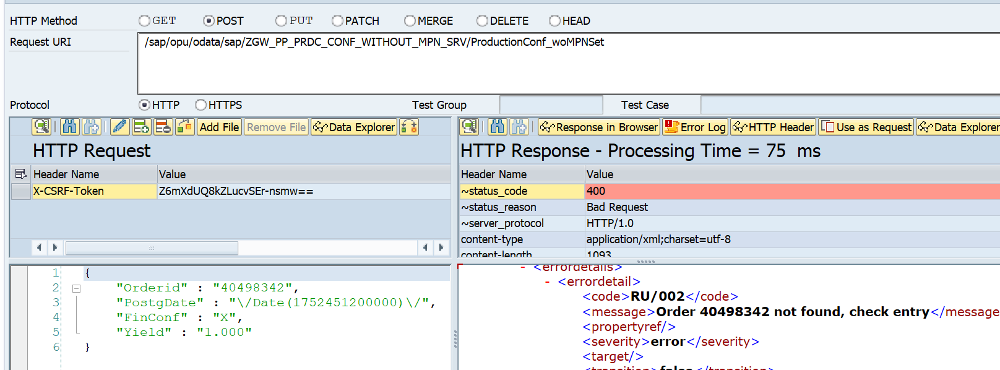 HTTP Method GET POST PUT PATCH MERGE DELETE HEAD
Request URI /sap/opu/odata/sap/ZGW_PP_PRDC_CONF_WITHOUT_MPN_SRV/ProductionConf_woMPNSet
Protocol HTTP HTTPS Test Group Test Case
Add File Remove File Data Explorer
HTTP Request
Header Name Value
X-CSRF-Token Z6mXdUQ8kZLucvSEr-nsmw==
1 {
2 "Orderid" : "40498342",
3 "PostgDate" : "\/Date(1752451200000)\/",
4 "FinConf" : "X",
5 "Yield" : "1.000"
6 }
Response in Browser Error Log HTTP Header Use as Request Data Explorer
HTTP Response - Processing Time = 75 ms
Header Name Value
~status_code 400
~status_reason Bad Request
~server_protocol HTTP/1.0
content-type application/xml;charset=utf-8
content-length 1093
- <errordetails>
- <errordetail>
<code>RU/002</code>
<message>Order 40498342 not found, check entry</message
<propertyref/>
<severity>error</severity>
<target/>
<transition>false</transition>